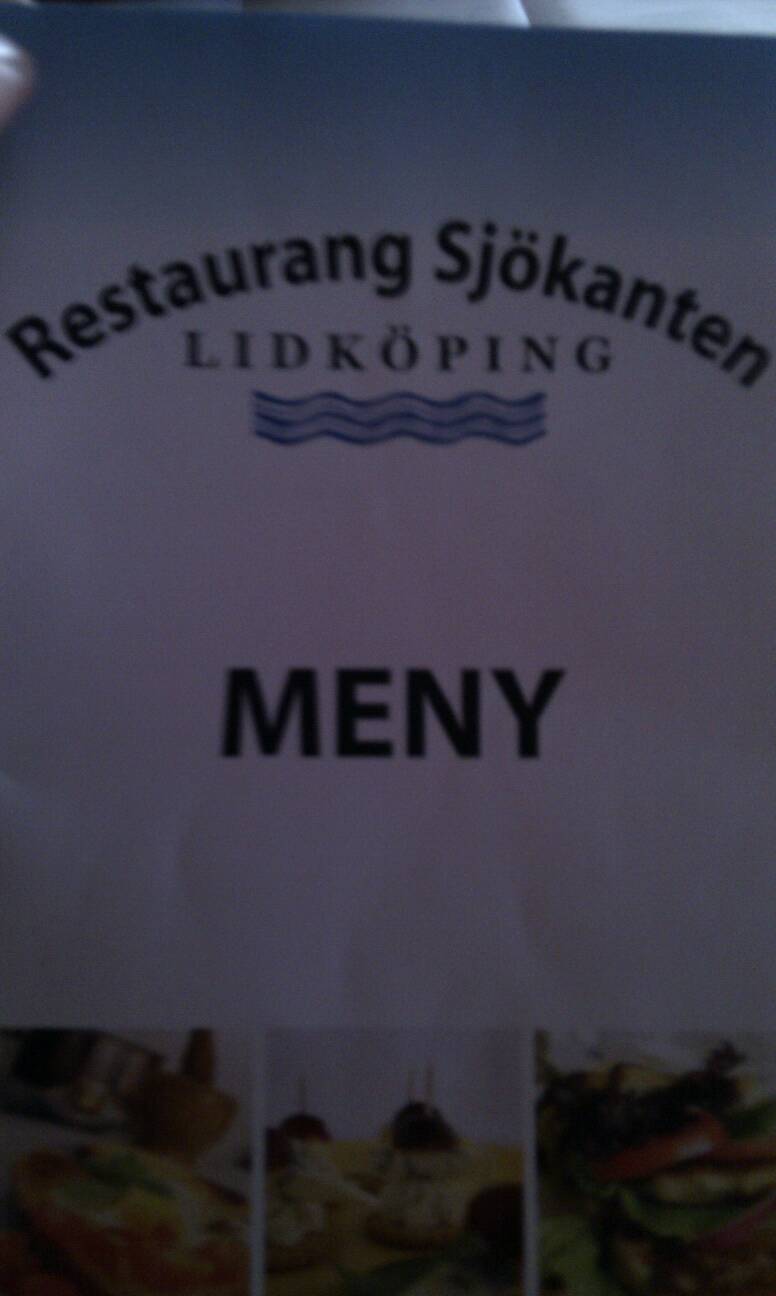 Restaurang Sjökanten
LIDKÖPING
MENY